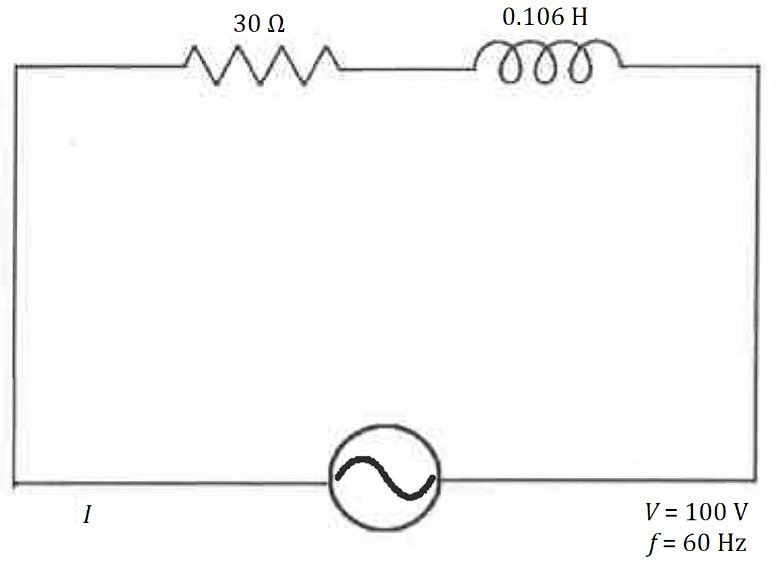 30 Ω
0.106 H
I
V = 100 V
f = 60 Hz